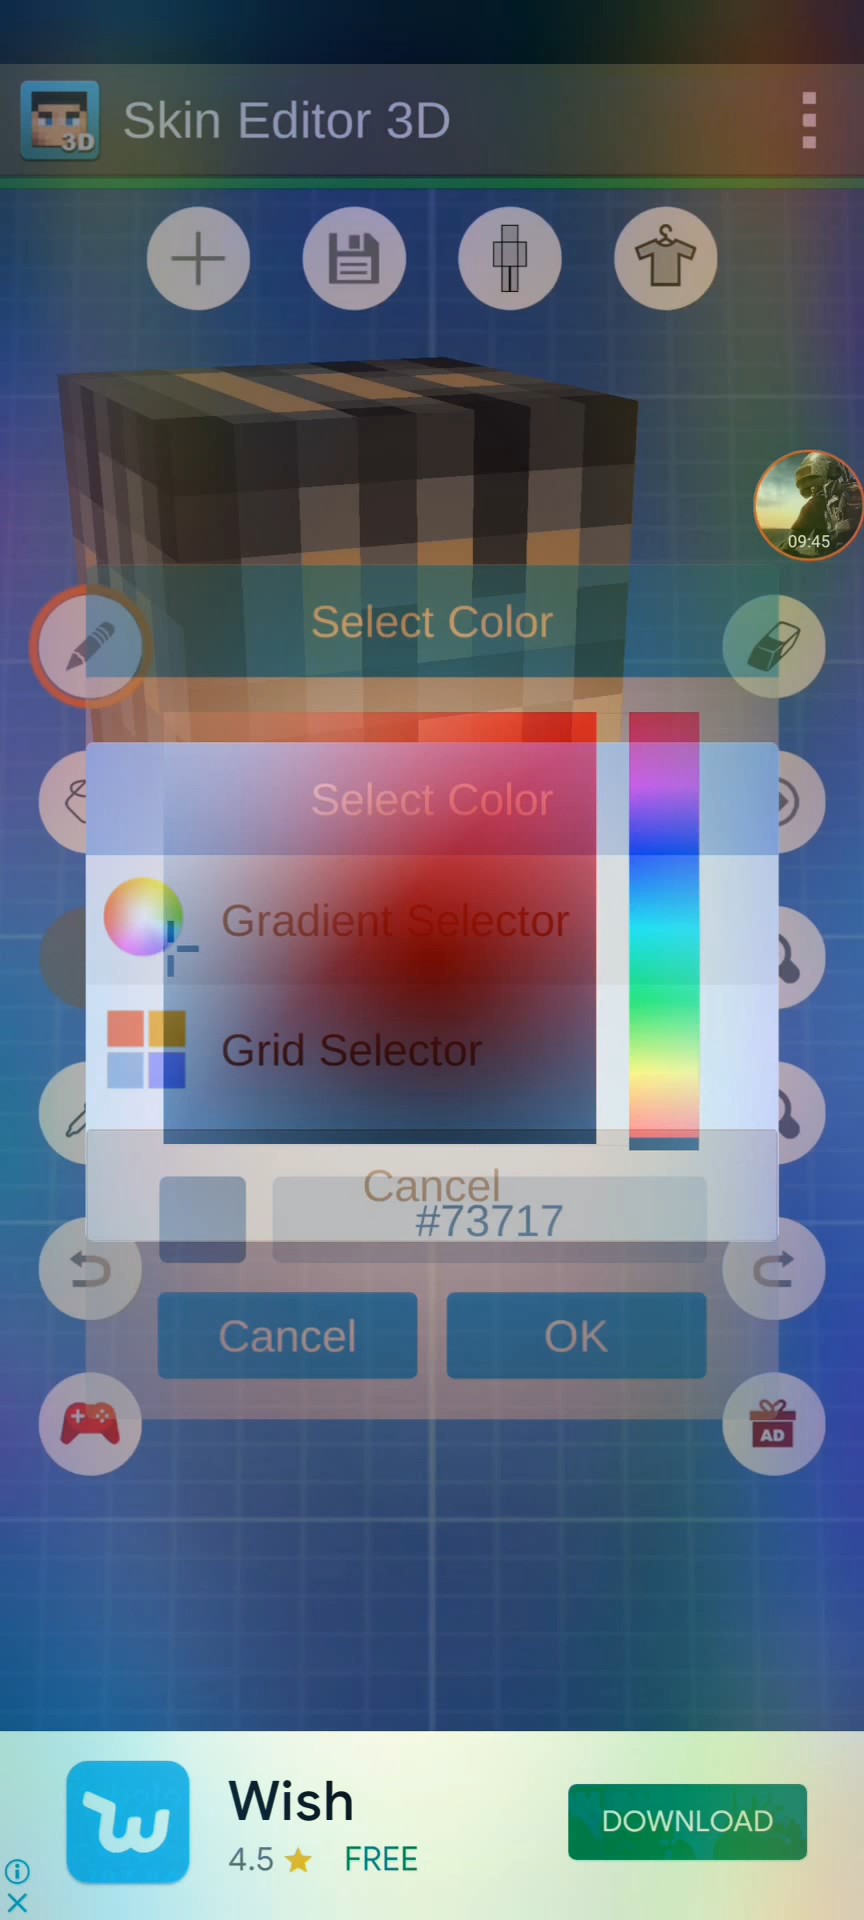 Skin Editor 3D
3D
09:45
Select Color
Select Color
Gradient Selector
Grid Selector
Cancel
#73717
Cancel
OK
AD
Wish
4.5 FREE
DOWNLOAD